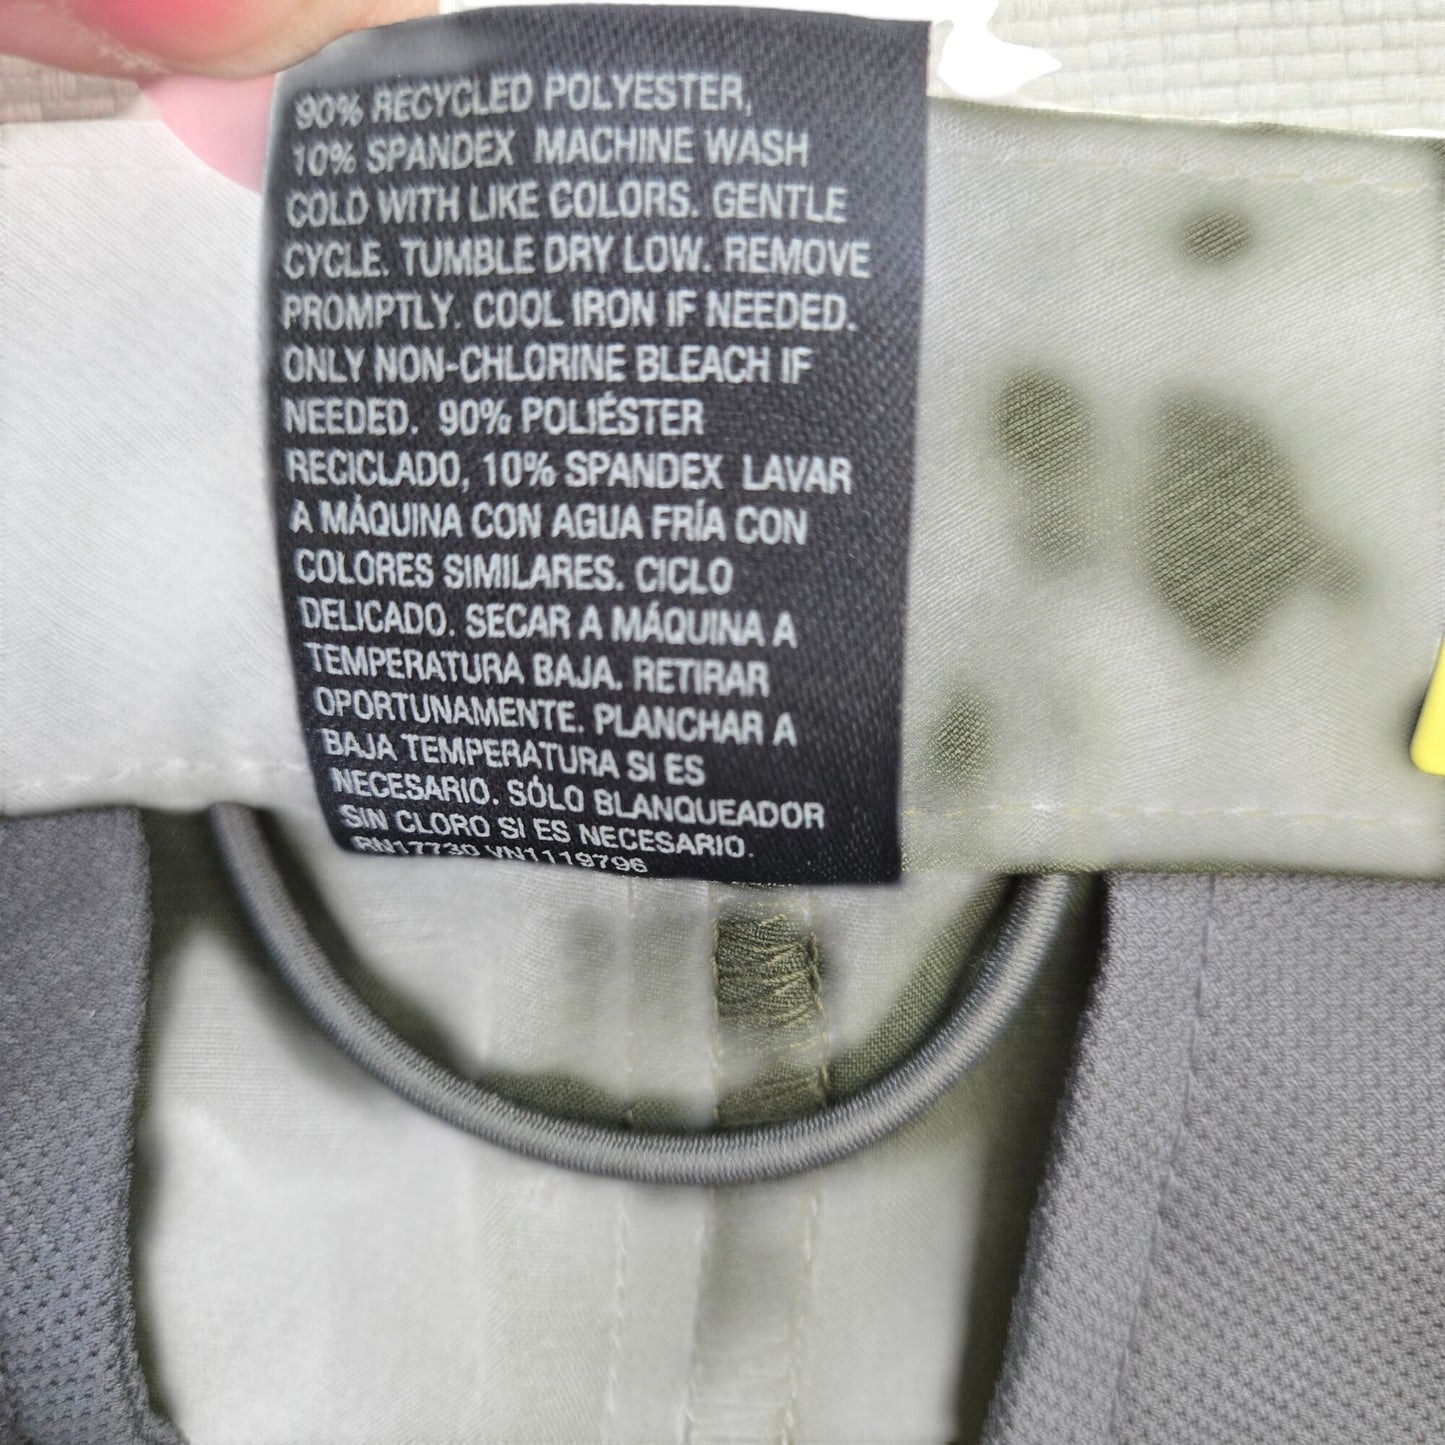 90% RECYCLED POLYESTER,
10% SPANDEX MACHINE WASH
COLD WITH LIKE COLORS. GENTLE
CYCLE. TUMBLE DRY LOW. REMOVE
PROMPTLY. COOL IRON IF NEEDED.
ONLY NON-CHLORINE BLEACH IF
NEEDED. 90% POLIÉSTER
RECICLADO, 10% SPANDEX LAVAR
A MÁQUINA CON AGUA FRÍA CON
COLORES SIMILARES. CICLO
DELICADO. SECAR A MÁQUINA A
TEMPERATURA BAJA. RETIRAR
OPORTUNAMENTE. PLANCHAR A
BAJA TEMPERATURA SI ES
NECESARIO. SÓLO BLANQUEADOR
SIN CLORO SI ES NECESARIO.
RN17730 VN1119796